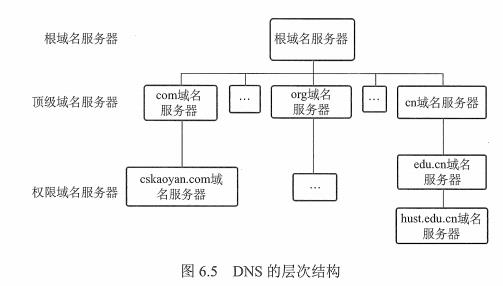 根域名服务器
根域名服务器
顶级域名服务器
com域名
服务器
...
org域名
服务器
...
cn域名服务器
权限域名服务器
cskaoyan.com域
名服务器
...
edu.cn域名
服务器
hust.edu.cn域名
服务器
图 6.5 DNS 的层次结构